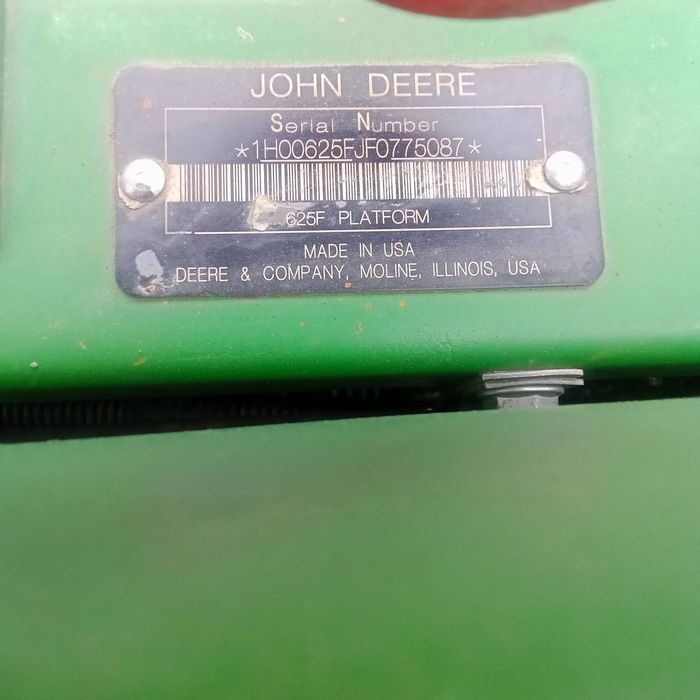 JOHN DEERE
Serial Number
*1H00625FJF0775087*
625F PLATFORM
MADE IN USA
DEERE & COMPANY, MOLINE, ILLINOIS, USA